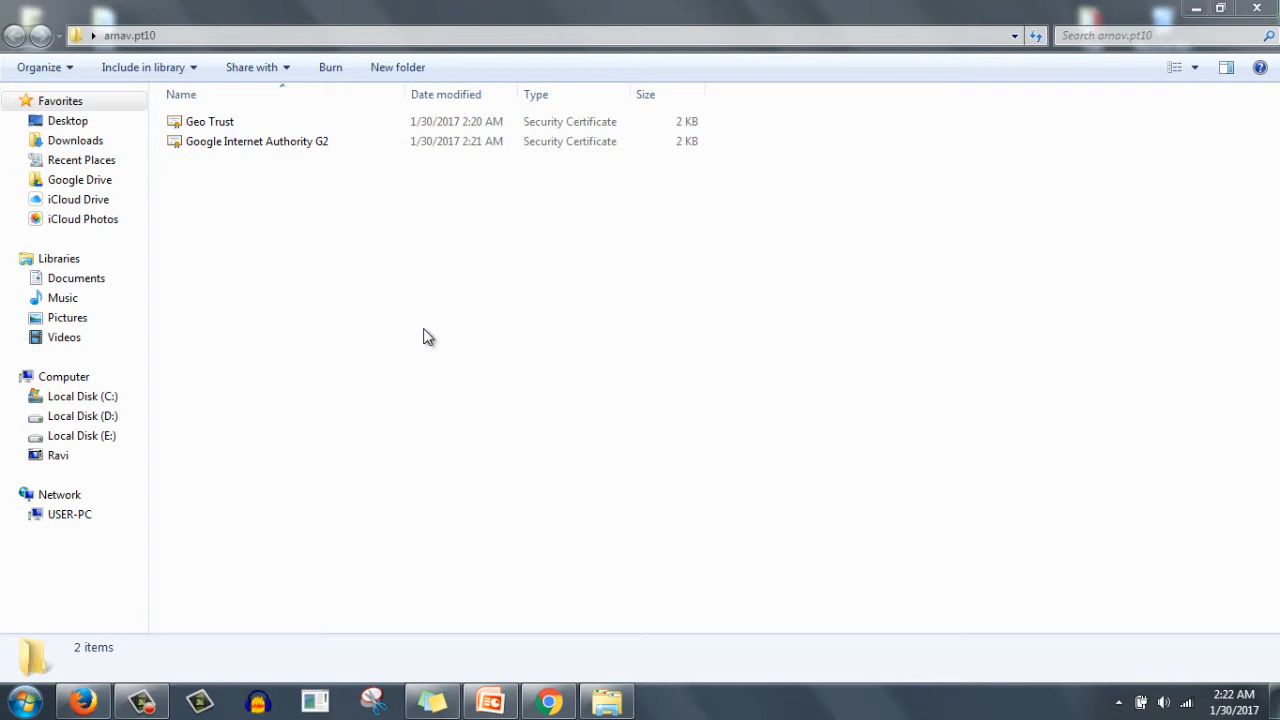 arnav.pt10
Search arnav.pt10
Organize Include in library Share with Burn New folder
Name Date modified Type Size
Geo Trust 1/30/2017 2:20 AM Security Certificate 2 KB
Google Internet Authority G2 1/30/2017 2:21 AM Security Certificate 2 KB
Favorites
Desktop
Downloads
Recent Places
Google Drive
iCloud Drive
iCloud Photos
Libraries
Documents
Music
Pictures
Videos
Computer
Local Disk (C:)
Local Disk (D:)
Local Disk (E:)
Ravi
Network
USER-PC
2 items
2:22 AM
1/30/2017